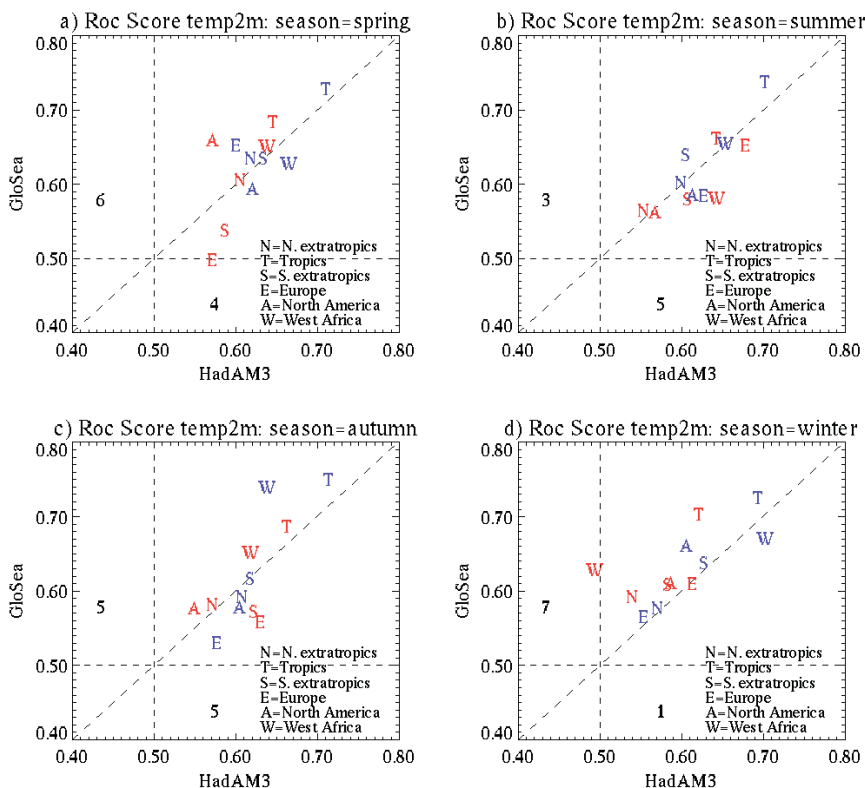 a) Roc Score temp2m: season=spring
0.80
T
0.70
T
A E W
N S W
GloSea
0.60
N
A
6
S
0.50
E
N=N. extratropics
T=Tropics
S=S. extratropics
E=Europe
4
A=North America
W=West Africa
0.40
0.40 0.50 0.60 0.70 0.80
HadAM3
b) Roc Score temp2m: season=summer
0.80
T
0.70
T
S W E
GloSea
0.60
N
A E
3
S W
N A
0.50
N=N. extratropics
T=Tropics
S=S. extratropics
E=Europe
5
A=North America
W=West Africa
0.40
0.40 0.50 0.60 0.70 0.80
HadAM3
c) Roc Score temp2m: season=autumn
0.80
T
W
0.70
T
W
S
GloSea
0.60
N
A N A
5
S
E
E
0.50
N=N. extratropics
T=Tropics
S=S. extratropics
E=Europe
5
A=North America
W=West Africa
0.40
0.40 0.50 0.60 0.70 0.80
HadAM3
d) Roc Score temp2m: season=winter
0.80
T
0.70
T
W
A
S
W
S A E
GloSea
0.60
N
7
N
E
0.50
N=N. extratropics
T=Tropics
S=S. extratropics
E=Europe
1
A=North America
W=West Africa
0.40
0.40 0.50 0.60 0.70 0.80
HadAM3